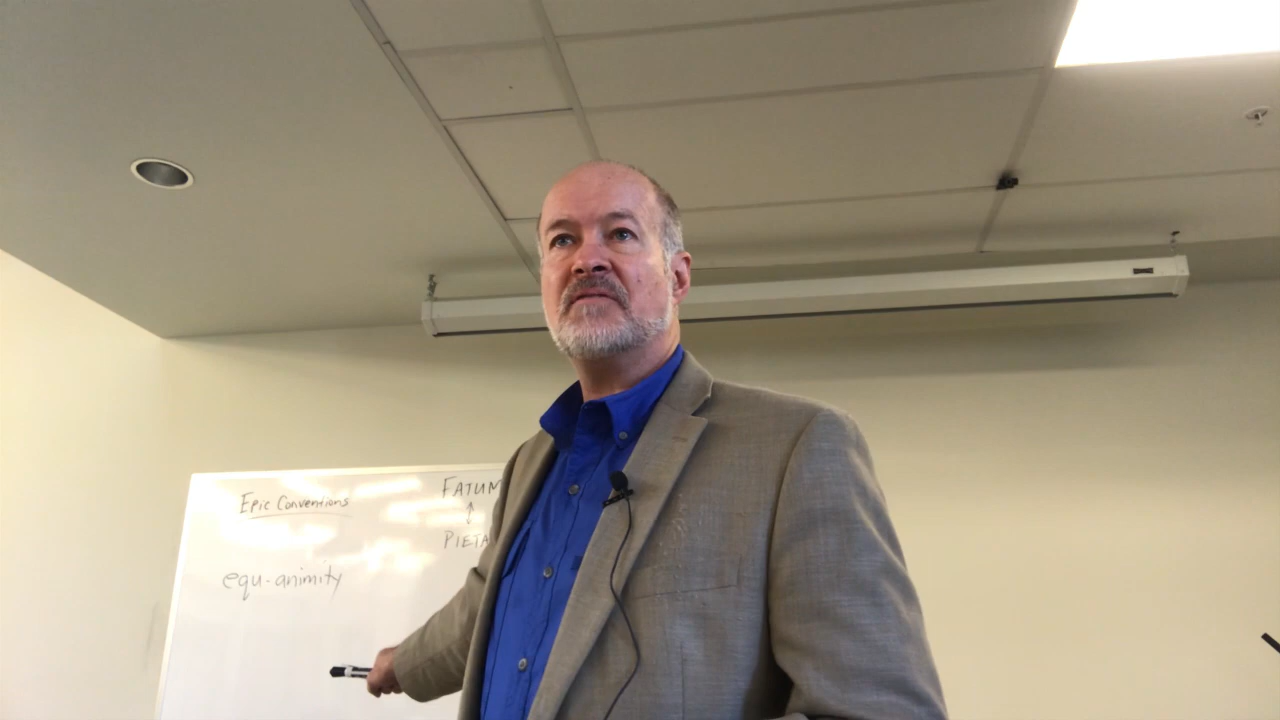 Epic Conventions
FATUM
↕
PIETA
equ-animity